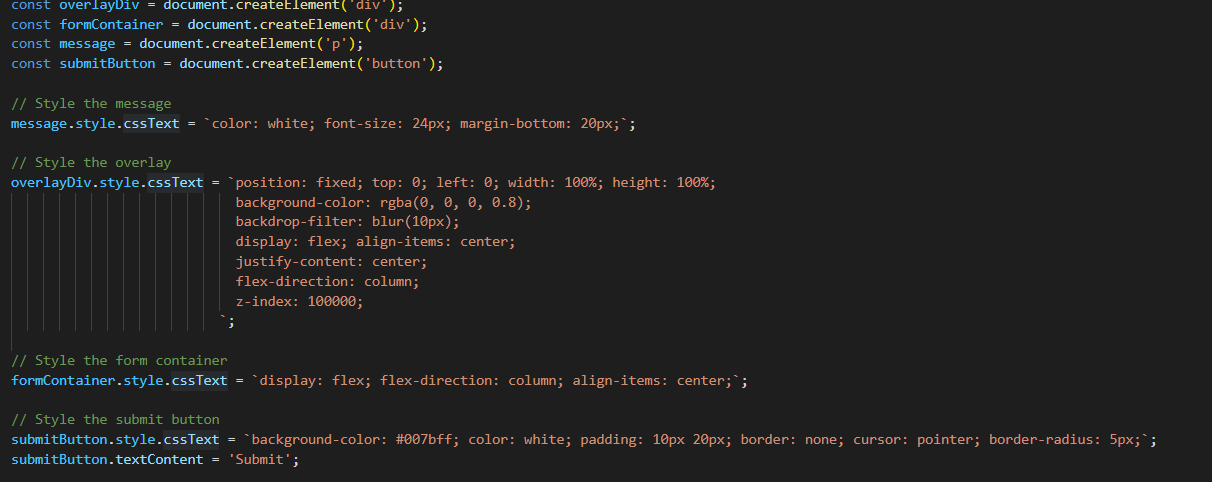 const overlayDiv = document.createElement('div');
const formContainer = document.createElement('div');
const message = document.createElement('p');
const submitButton = document.createElement('button');
// Style the message
message.style.cssText = `color: white; font-size: 24px; margin-bottom: 20px;`;
// Style the overlay
overlayDiv.style.cssText = `position: fixed; top: 0; left: 0; width: 100%; height: 100%;
background-color: rgba(0, 0, 0, 0.8);
backdrop-filter: blur(10px);
display: flex; align-items: center;
justify-content: center;
flex-direction: column;
z-index: 100000;
`;
// Style the form container
formContainer.style.cssText = `display: flex; flex-direction: column; align-items: center;`;
// Style the submit button
submitButton.style.cssText = `background-color: #007bff; color: white; padding: 10px 20px; border: none; cursor: pointer; border-radius: 5px;`;
submitButton.textContent = 'Submit';